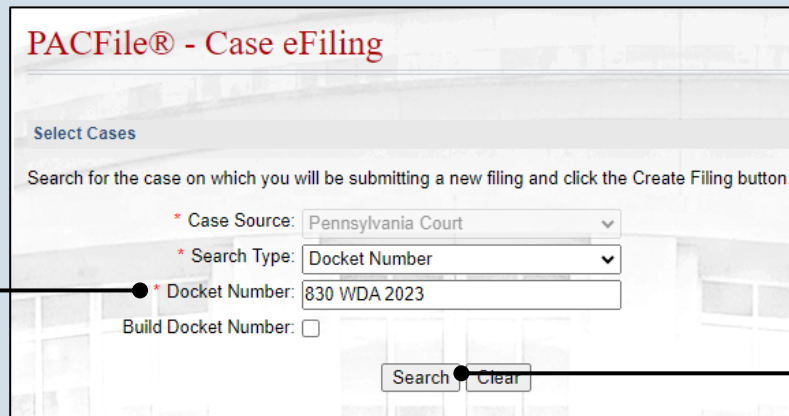 PACFile® - Case eFiling
Select Cases
Search for the case on which you will be submitting a new filing and click the Create Filing button.
* Case Source: Pennsylvania Court
* Search Type: Docket Number
* Docket Number: 830 WDA 2023
Build Docket Number:
Search Clear